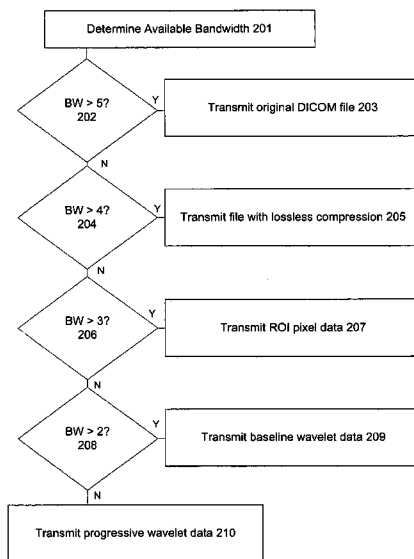 Determine Available Bandwidth 201
BW > 5?
202
Y
Transmit original DICOM file 203
N
BW > 4?
204
Y
Transmit file with lossless compression 205
N
BW > 3?
206
Y
Transmit ROI pixel data 207
N
BW > 2?
208
Y
Transmit baseline wavelet data 209
N
Transmit progressive wavelet data 210